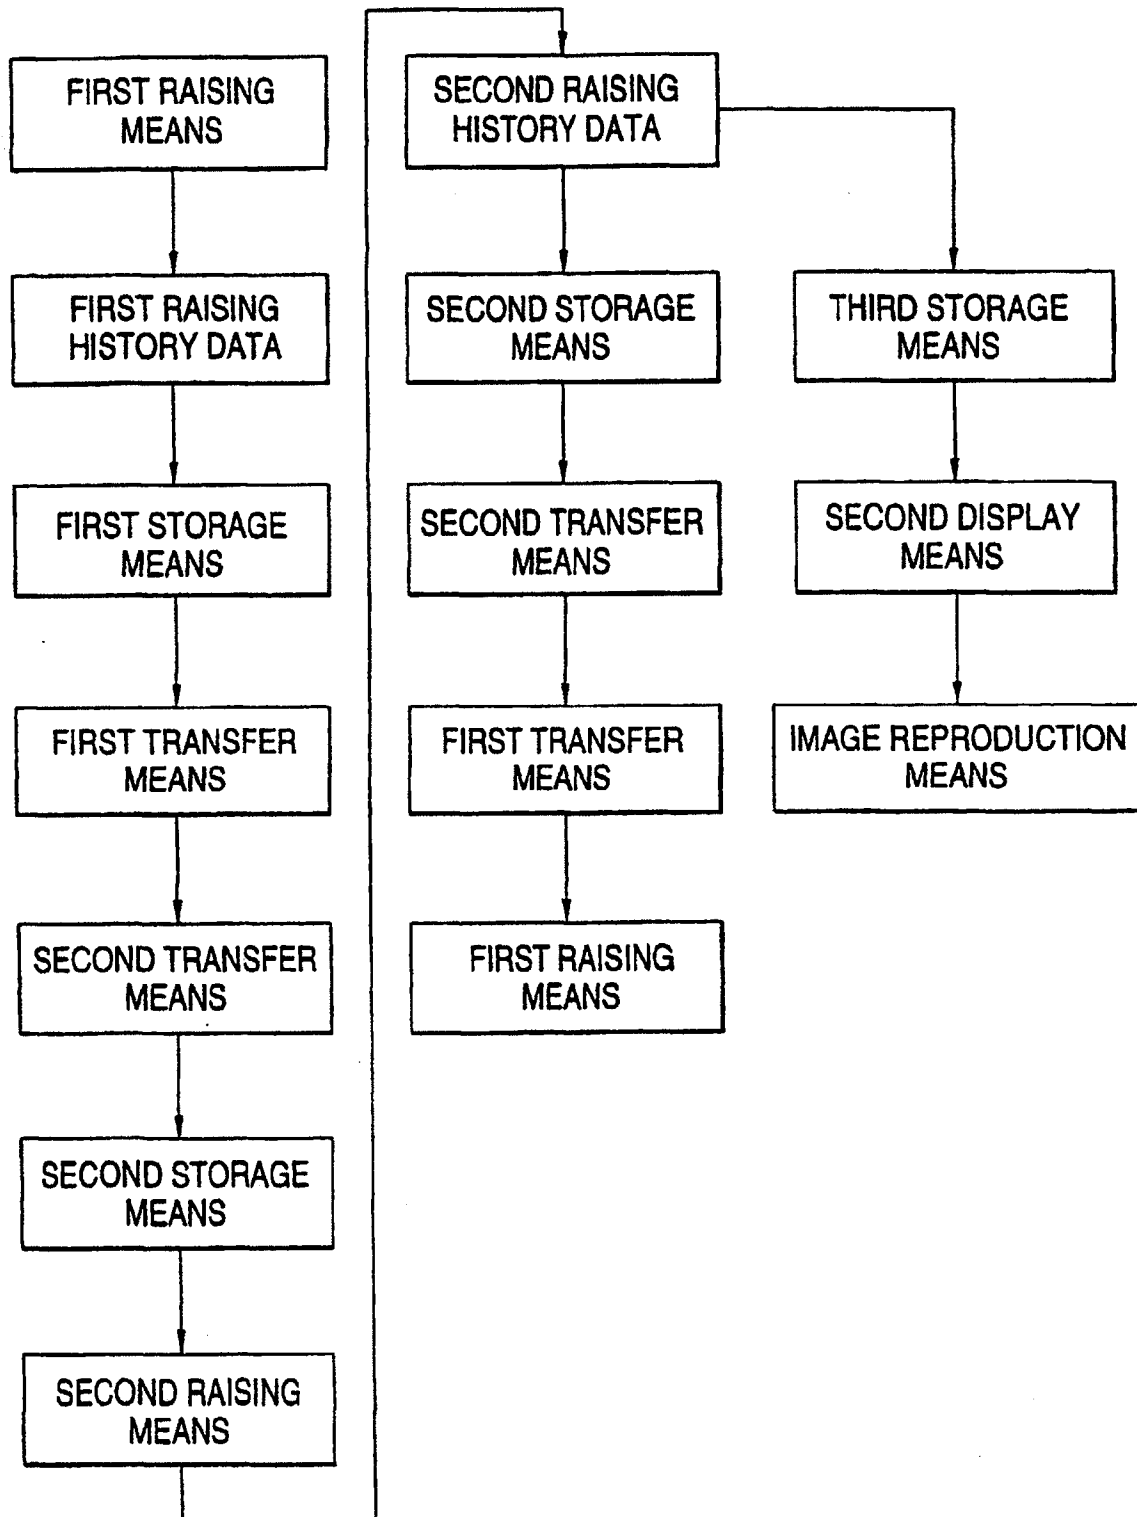 FIRST RAISING
MEANS
FIRST RAISING
HISTORY DATA
FIRST STORAGE
MEANS
FIRST TRANSFER
MEANS
SECOND TRANSFER
MEANS
SECOND STORAGE
MEANS
SECOND RAISING
MEANS
SECOND RAISING
HISTORY DATA
SECOND STORAGE
MEANS
SECOND TRANSFER
MEANS
FIRST TRANSFER
MEANS
FIRST RAISING
MEANS
THIRD STORAGE
MEANS
SECOND DISPLAY
MEANS
IMAGE REPRODUCTION
MEANS